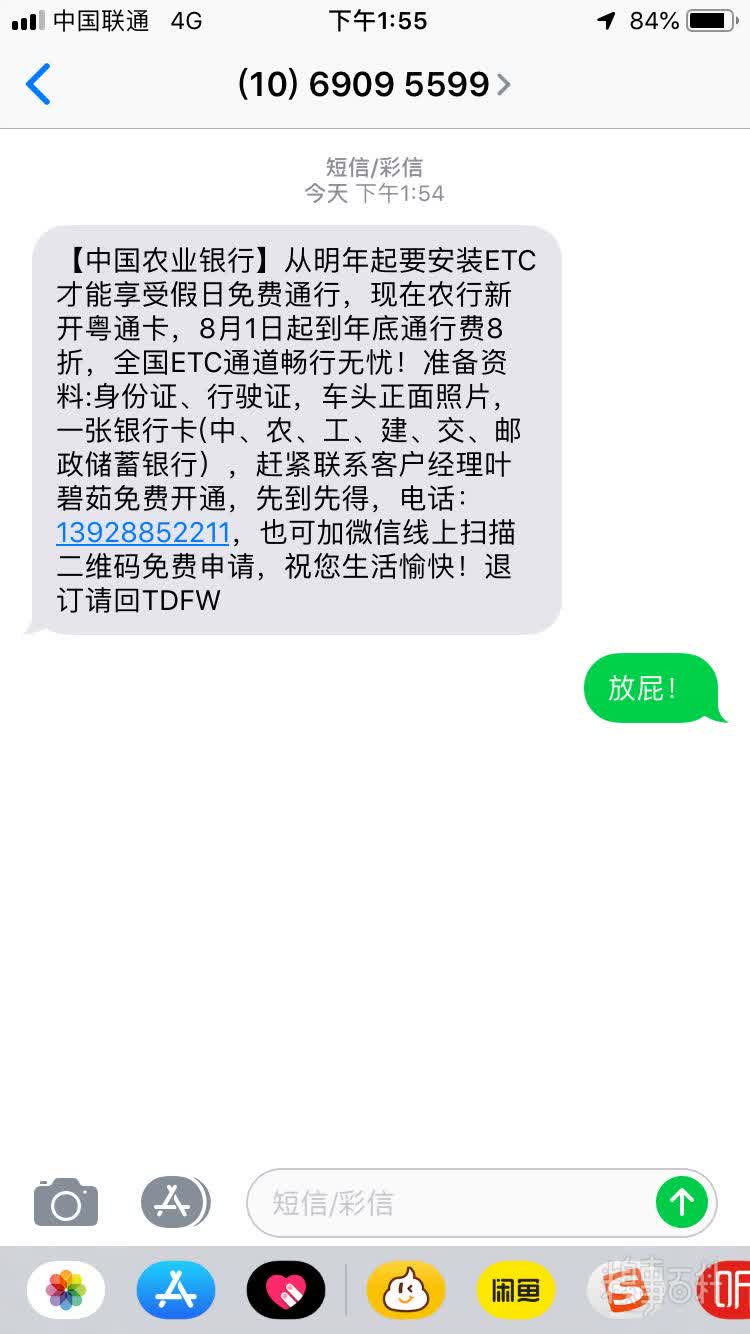 中国联通 4G 下午1:55 84%
(10) 6909 5599
短信/彩信
今天 下午1:54
【中国农业银行】从明年起要安装ETC
才能享受假日免费通行，现在农行新
开粤通卡，8月1日起到年底通行费8
折，全国ETC通道畅行无忧！准备资
料:身份证、行驶证，车头正面照片，
一张银行卡(中、农、工、建、交、邮
政储蓄银行），赶紧联系客户经理叶
碧茹免费开通，先到先得，电话：
13928852211，也可加微信线上扫描
二维码免费申请，祝您生活愉快！退
订请回TDFW
放屁！
短信/彩信
闲鱼
听